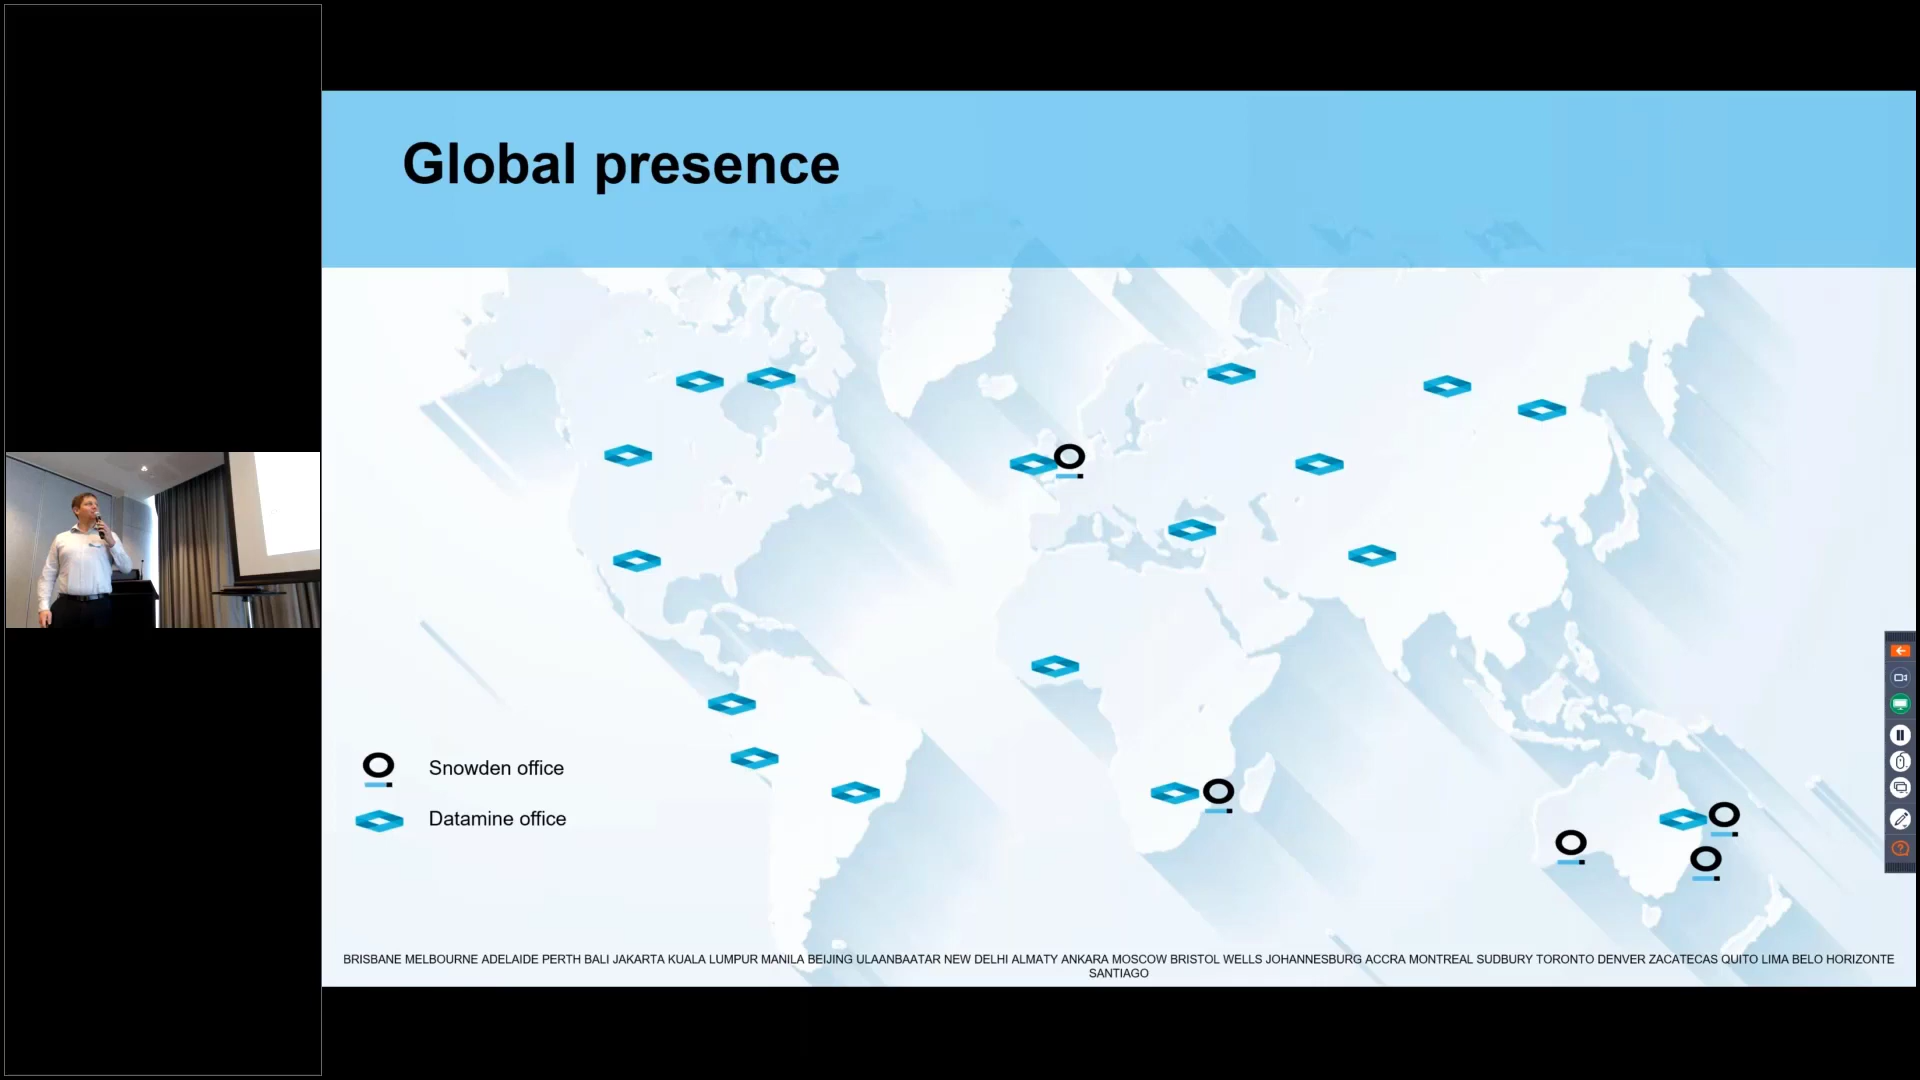 Global presence
Snowden office
Datamine office
BRISBANE MELBOURNE ADELAIDE PERTH BALI JAKARTA KUALA LUMPUR MANILA BEIJING ULAANBAATAR NEW DELHI ALMATY ANKARA MOSCOW BRISTOL WELLS JOHANNESBURG ACCRA MONTREAL SUDBURY TORONTO DENVER ZACATECAS QUITO LIMA BELO HORIZONTE
SANTIAGO